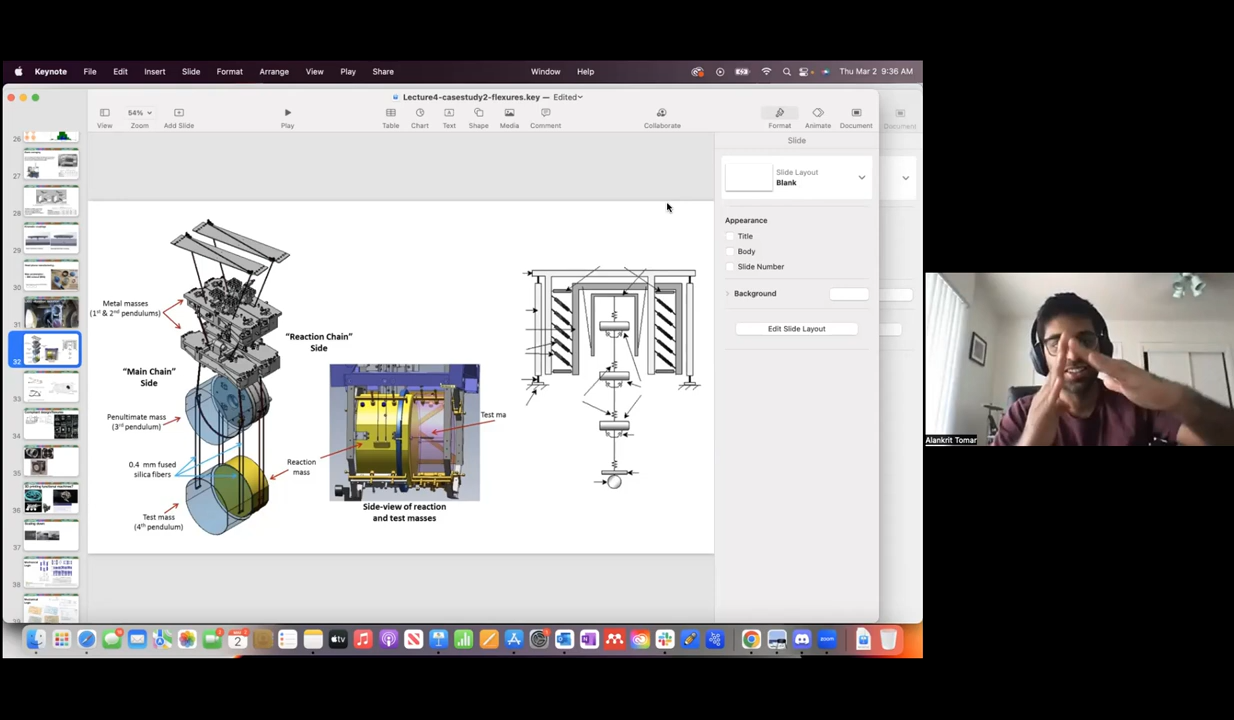 Keynote File Edit Insert Slide Format Arrange View Play Share Window Help Thu Mar 2 9:36 AM
Lecture4-casestudy2-flexures.key — Edited
54%
View Zoom Add Slide Play Table Chart Text Shape Media Comment Collaborate Format Animate Document
Document
Slide
Slide Layout
Blank
Appearance
Title
Body
Slide Number
Background
Edit Slide Layout
26
27
28
29
30
31
32
33
34
35
36
37
38
Metal masses
(1st & 2nd pendulums)
"Reaction Chain"
Side
"Main Chain"
Side
Penultimate mass
(3rd pendulum)
0.4 mm fused
silica fibers
Reaction
mass
Test mass
(4th pendulum)
Test ma
Side-view of reaction
and test masses
Alankrit Tomar
2
tv
zoom